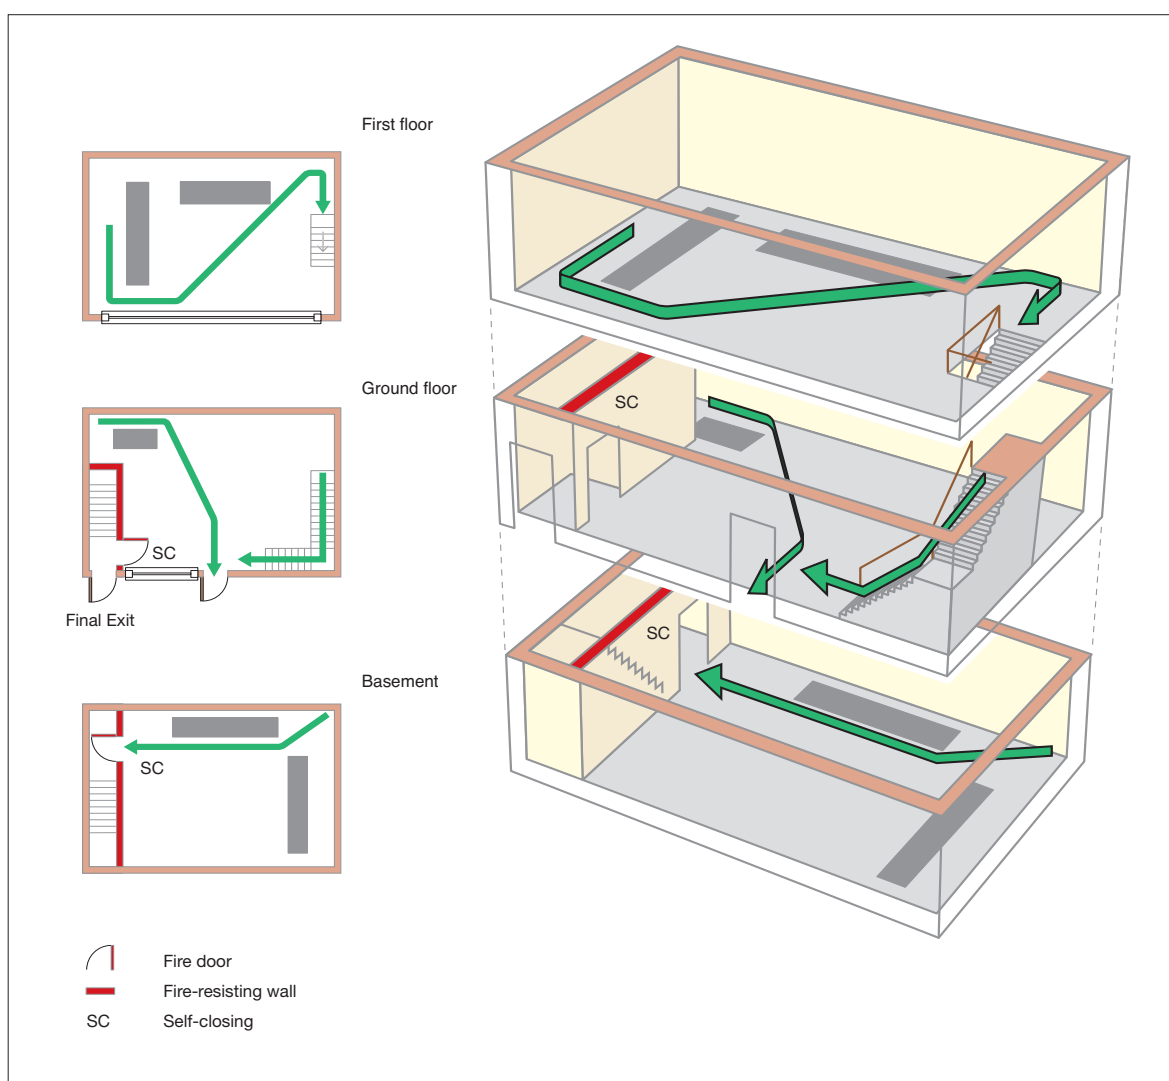 First floor
Ground floor
SC
SC
Final Exit
SC
Basement
SC
Fire door
Fire-resisting wall
SC
Self-closing